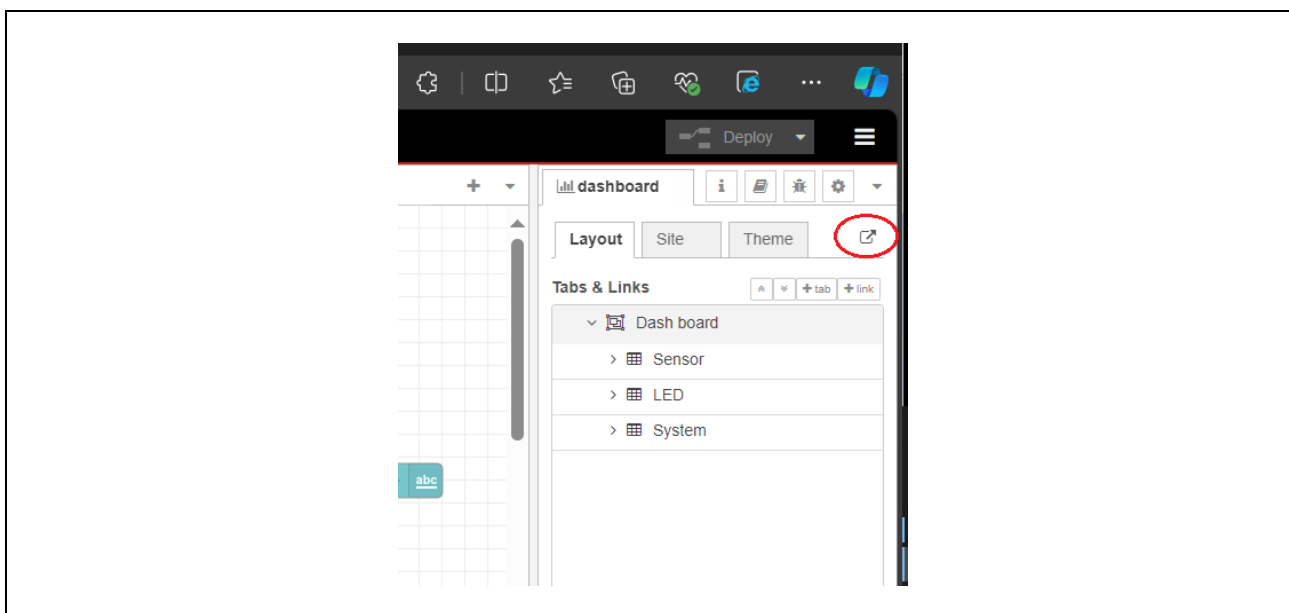 Deploy
dashboard
Layout Site Theme
Tabs & Links + tab + link
Dash board
Sensor
LED
System
abc